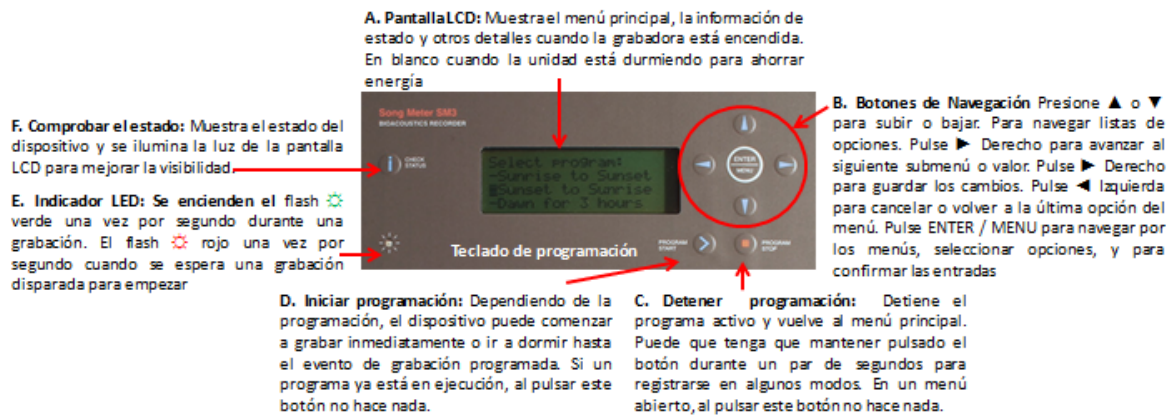 A. Pantalla LCD: Muestra el menú principal, la información de
estado y otros detalles cuando la grabadora está encendida.
En blanco cuando la unidad está durmiendo para ahorrar
energía
F. Comprobar el estado: Muestra el estado del
dispositivo y se ilumina la luz de la pantalla
LCD para mejorar la visibilidad.
E. Indicador LED: Se encienden el flash
verde una vez por segundo durante una
grabación. El flash rojo una vez por
segundo cuando se espera una grabación
disparada para empezar
Song Meter SM3
BIOACOUSTICS RECORDER
CHECK
STATUS
Select program:
-Sunrise to Sunset
Sunset to Sunrise
-Dawn for 3 hours
ENTER
MENU
Teclado de programación
PROGRAM
START
PROGRAM
STOP
B. Botones de Navegación Presione ▲ o ▼
para subir o bajar. Para navegar listas de
opciones. Pulse ► Derecho para avanzar al
siguiente submenú o valor. Pulse ► Derecho
para guardar los cambios. Pulse ◄ Izquierda
para cancelar o volver a la última opción del
menú. Pulse ENTER / MENU para navegar por
los menús, seleccionar opciones, y para
confirmar las entradas
D. Iniciar programación: Dependiendo de la
programación, el dispositivo puede comenzar
a grabar inmediatamente o ir a dormir hasta
el evento de grabación programada. Si un
programa ya está en ejecución, al pulsar este
botón no hace nada.
C. Detener programación: Detiene el
programa activo y vuelve al menú principal.
Puede que tenga que mantener pulsado el
botón durante un par de segundos para
registrarse en algunos modos. En un menú
abierto, al pulsar este botón no hace nada.